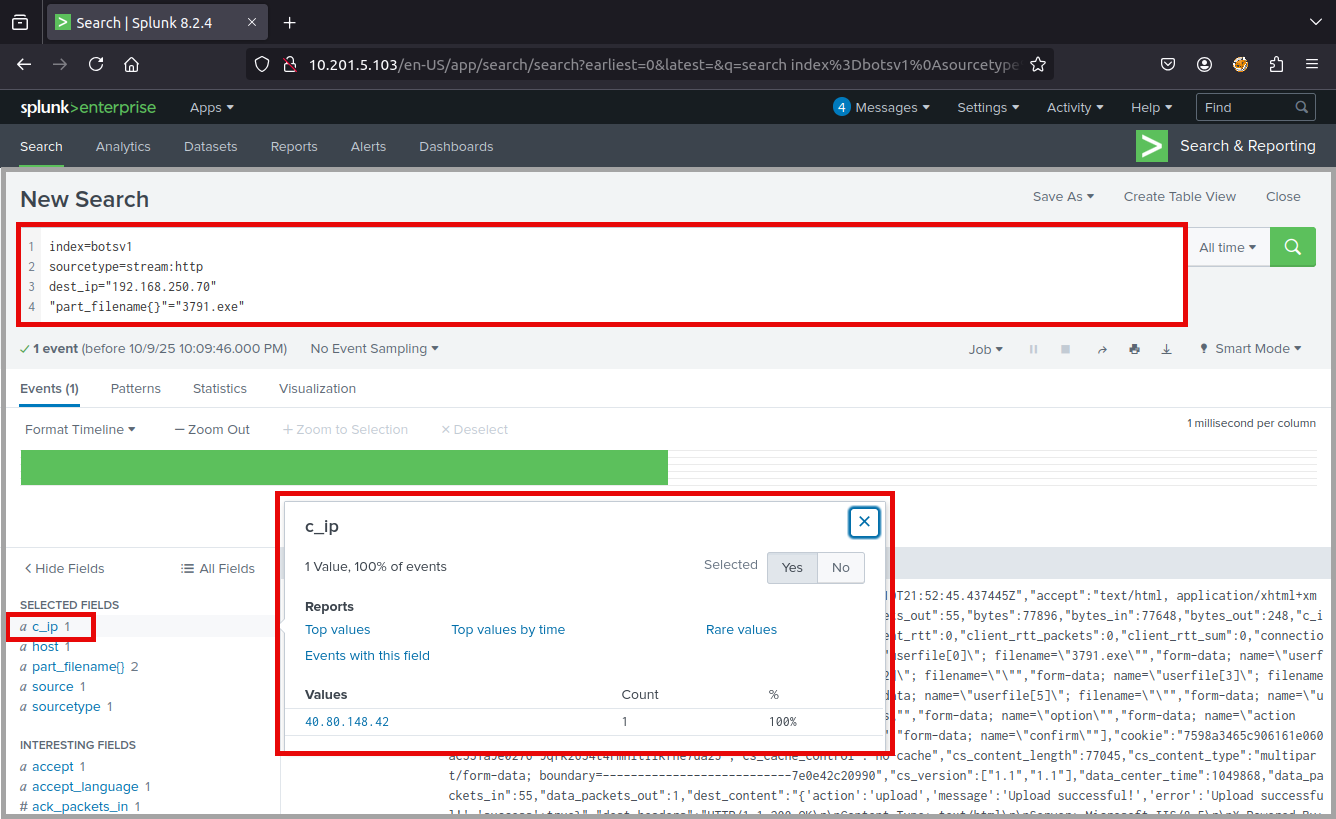 Search | Splunk 8.2.4
10.201.5.103/en-US/app/search/search?earliest=0&latest=&q=search index%3Dbotsv1%0Asourcetype
splunk>enterprise Apps 4 Messages Settings Activity Help Find
Search Analytics Datasets Reports Alerts Dashboards Search & Reporting
New Search Save As Create Table View Close
1 index=botsv1
2 sourcetype=stream:http
3 dest_ip="192.168.250.70"
4 "part_filename{}"="3791.exe"
All time
1 event (before 10/9/25 10:09:46.000 PM) No Event Sampling Job Smart Mode
Events (1) Patterns Statistics Visualization
Format Timeline — Zoom Out + Zoom to Selection × Deselect 1 millisecond per column
c_ip
1 Value, 100% of events Selected Yes No
Reports
Top values Top values by time Rare values
Events with this field
Values Count %
40.80.148.42 1 100%
Hide Fields All Fields
SELECTED FIELDS
a c_ip 1
a host 1
a part_filename{} 2
a source 1
a sourcetype 1
INTERESTING FIELDS
a accept 1
a accept_language 1
# ack_packets_in 1
T21:52:45.437445Z","accept":"text/html, application/xhtml+xm
s_out":55,"bytes":77896,"bytes_in":77648,"bytes_out":248,"c_i
nt_rtt":0,"client_rtt_packets":0,"client_rtt_sum":0,"connectio
userfile[0]\"; filename=\"3791.exe\"","form-data; name=\"userf
\"; filename=\"\"","form-data; name=\"userfile[3]\"; filename
ata; name=\"userfile[5]\"; filename=\"\"","form-data; name=\"u
\"","form-data; name=\"option\"","form-data; name=\"action
"form-data; name=\"confirm\""],"cookie":"7598a3465c906161e060
cache","cs_content_length":77045,"cs_content_type":"multipar
t/form-data; boundary=---------------------------7e0e42c20990","cs_version":["1.1","1.1"],"data_center_time":1049868,"data_pa
ckets_in":55,"data_packets_out":1,"dest_content":"{'action':'upload','message':'Upload successful!','error':'Upload successfu